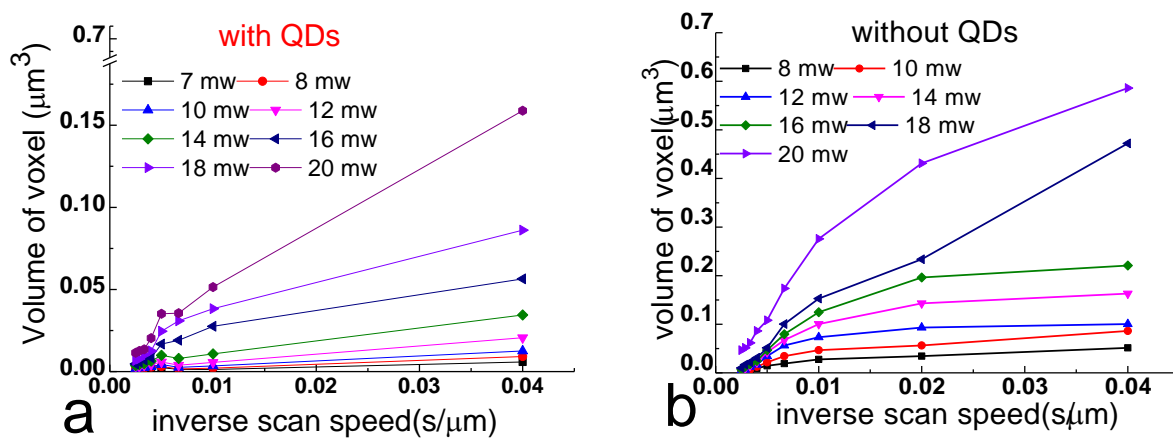 with QDs
0.7
0.15
0.10
0.05
0.00
Volume of voxel (µm³)
7 mw 8 mw
10 mw 12 mw
14 mw 16 mw
18 mw 20 mw
0.01 0.02 0.03 0.04
inverse scan speed(s/µm)
a
without QDs
0.7
0.6
0.5
0.4
0.3
0.2
0.1
0.0
volume of voxel(µm³)
8 mw 10 mw
12 mw 14 mw
16 mw 18 mw
20 mw
0.00 0.01 0.02 0.03 0.04
inverse scan speed(s/µm)
b